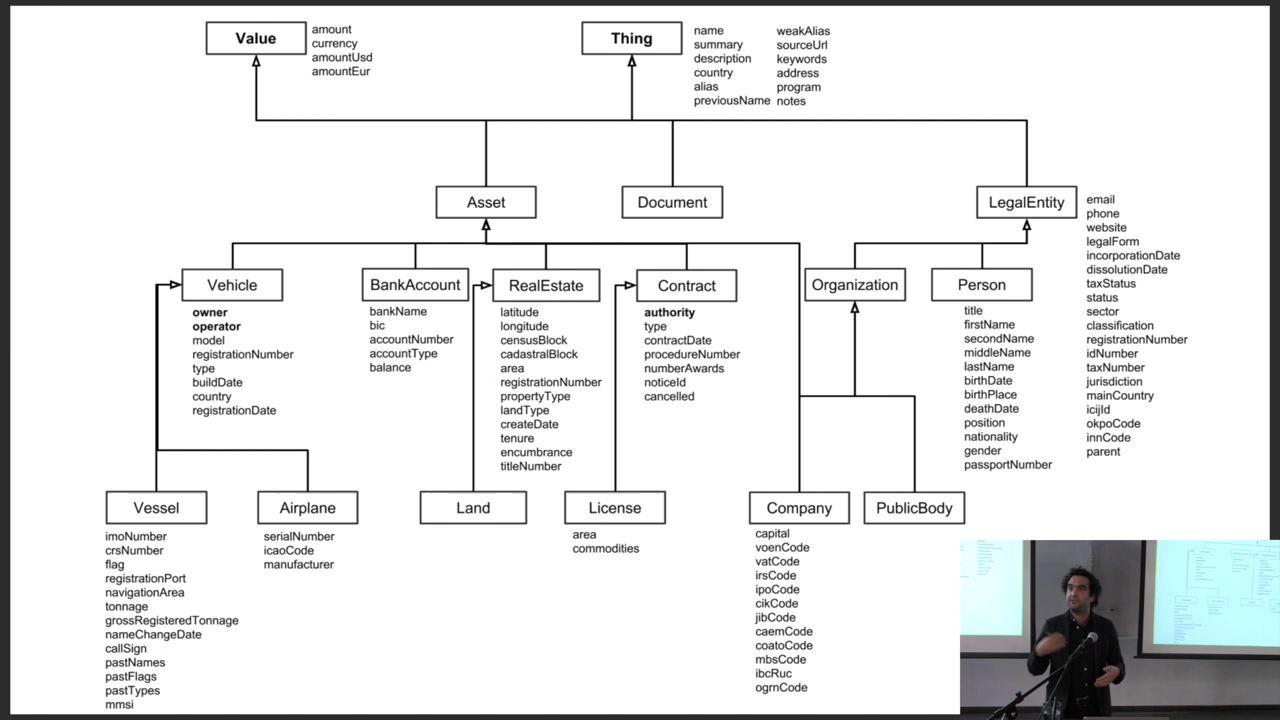 Value
amount
currency
amountUsd
amountEur
Thing
name
summary
description
country
alias
previousName
weakAlias
sourceUrl
keywords
address
program
notes
Asset
Document
LegalEntity
email
phone
website
legalForm
incorporationDate
dissolutionDate
taxStatus
status
sector
classification
registrationNumber
idNumber
taxNumber
jurisdiction
mainCountry
icijId
okpoCode
innCode
parent
Vehicle
owner
operator
model
registrationNumber
type
buildDate
country
registrationDate
BankAccount
bankName
bic
accountNumber
accountType
balance
RealEstate
latitude
longitude
censusBlock
cadastralBlock
area
registrationNumber
propertyType
landType
createDate
tenure
encumbrance
titleNumber
Contract
authority
type
contractDate
procedureNumber
numberAwards
noticeId
cancelled
Organization
Person
title
firstName
secondName
middleName
lastName
birthDate
birthPlace
deathDate
position
nationality
gender
passportNumber
Vessel
imoNumber
crsNumber
flag
registrationPort
navigationArea
tonnage
grossRegisteredTonnage
nameChangeDate
callSign
pastNames
pastFlags
pastTypes
mmsi
Airplane
serialNumber
icaoCode
manufacturer
Land
License
area
commodities
Company
capital
voenCode
vatCode
irsCode
ipoCode
cikCode
jibCode
caemCode
coatoCode
mbsCode
ibcRuc
ogrnCode
PublicBody